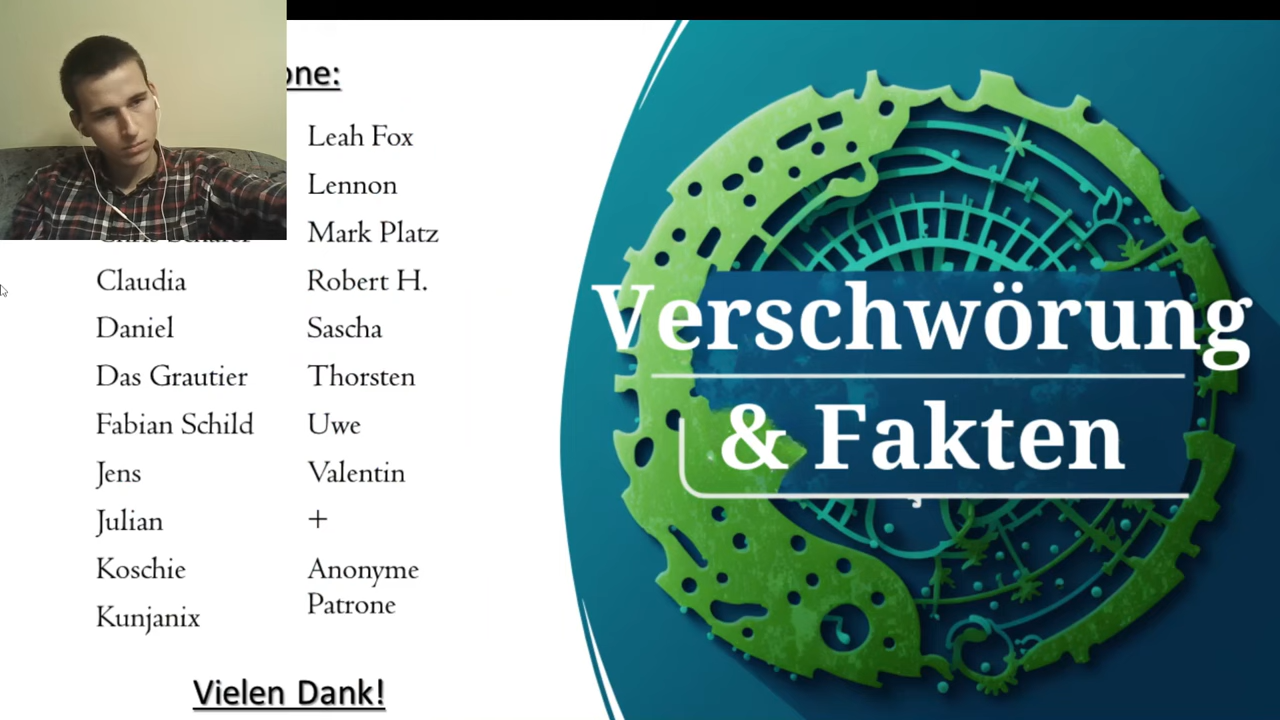 one:
Claudia
Daniel
Das Grautier
Fabian Schild
Jens
Julian
Koschie
Kunjanix
Leah Fox
Lennon
Mark Platz
Robert H.
Sascha
Thorsten
Uwe
Valentin
+
Anonyme
Patrone
Vielen Dank!
Verschwörung
& Fakten